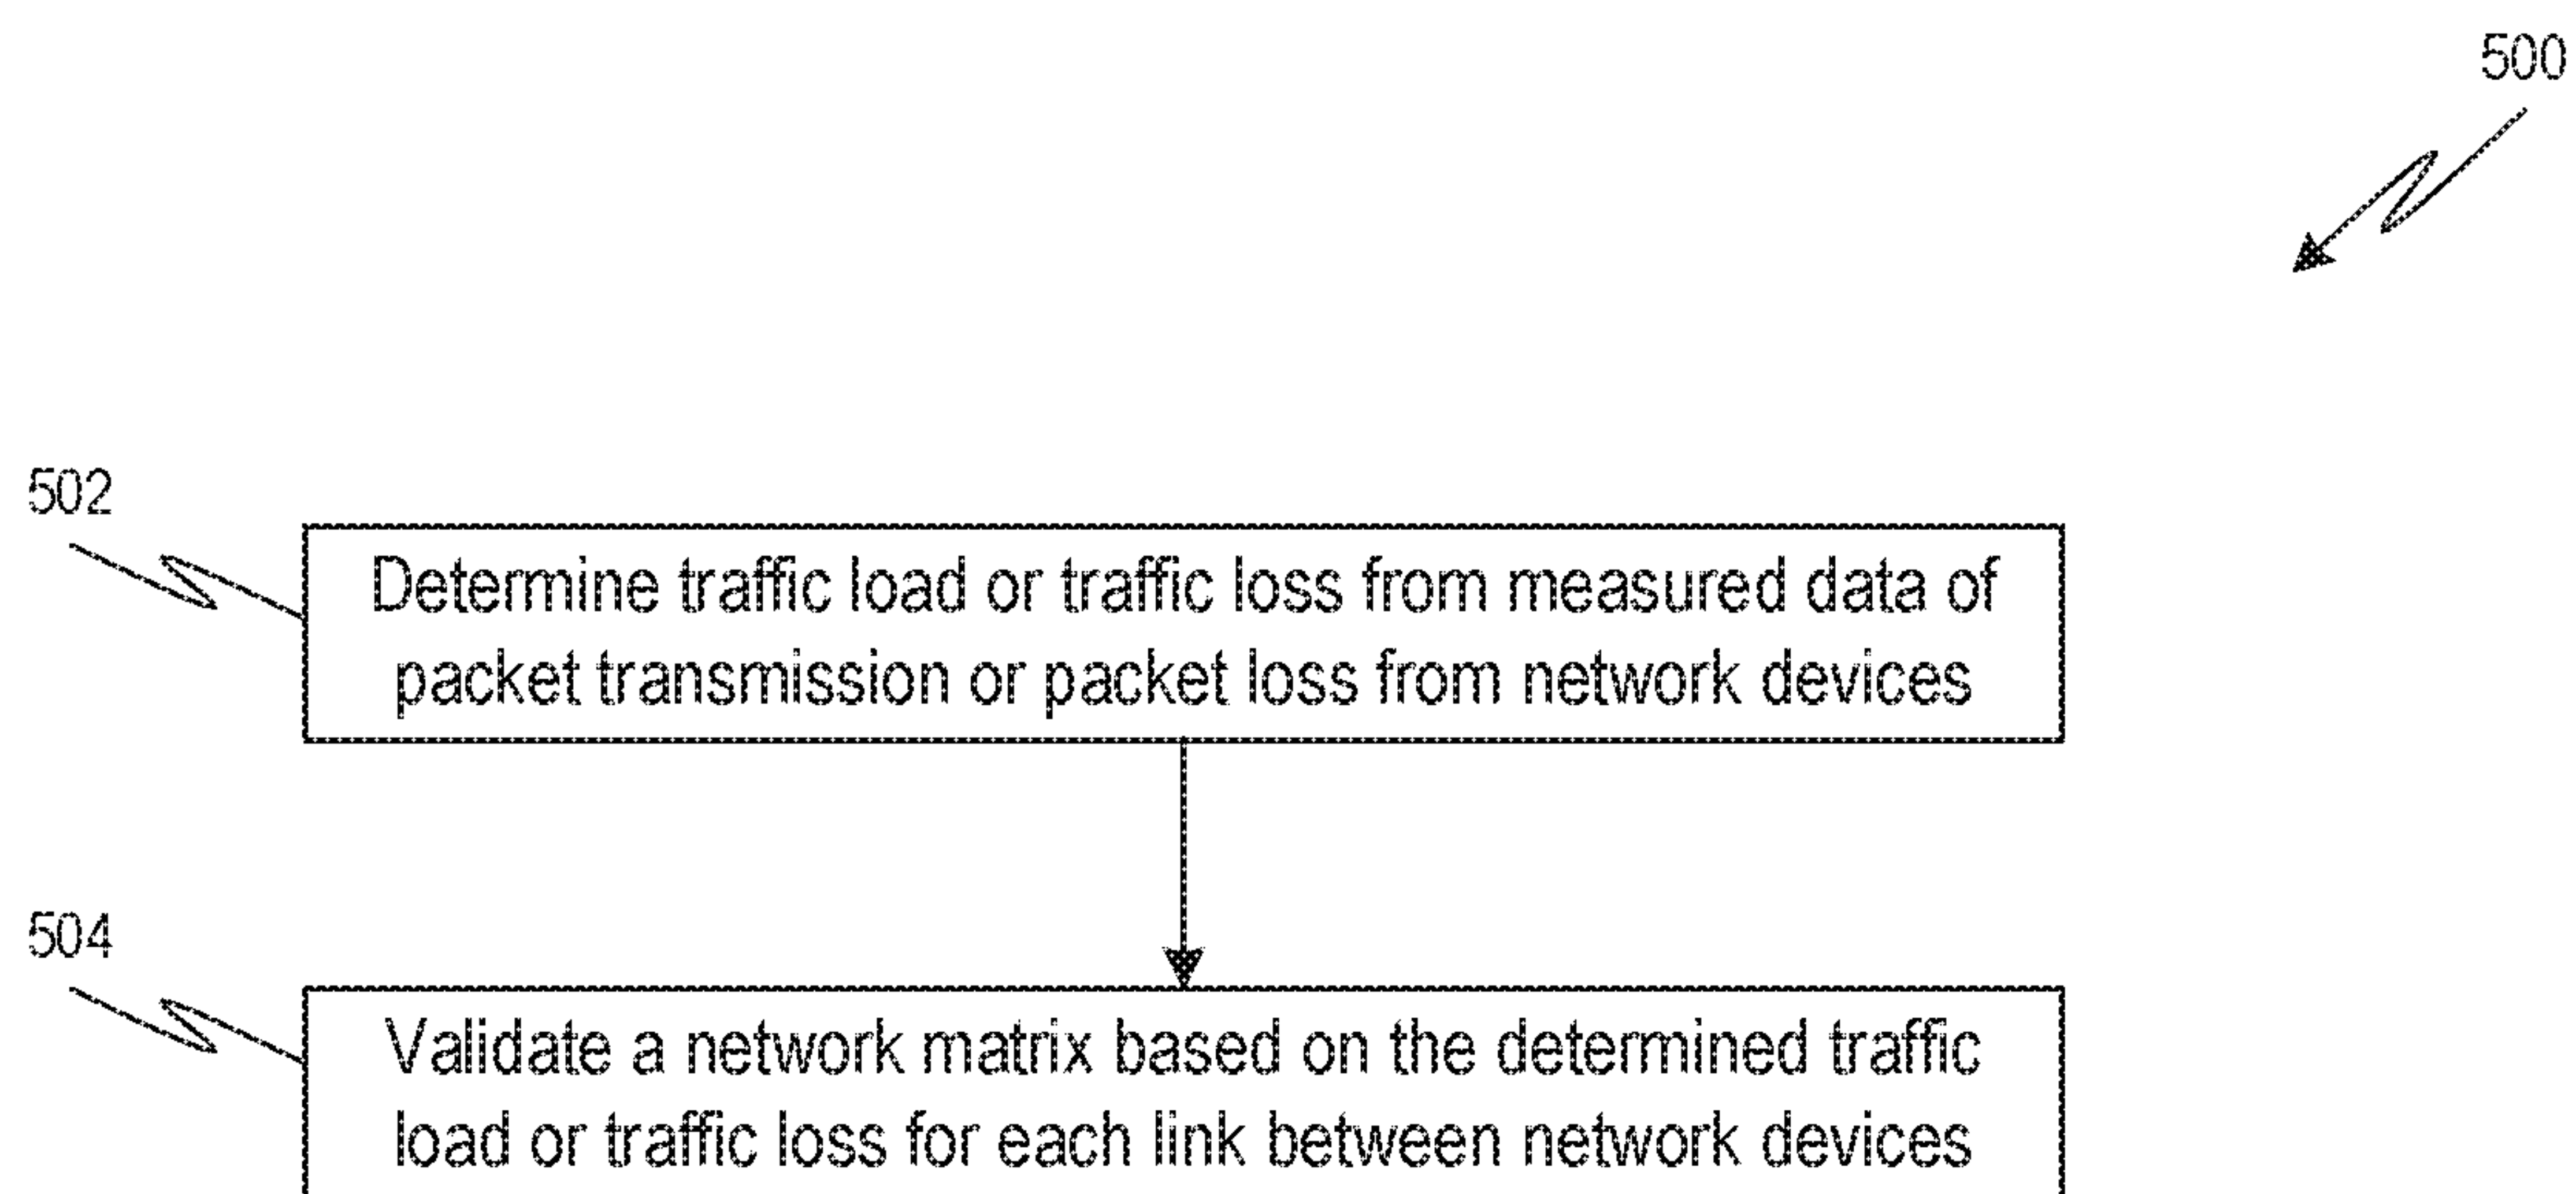 500
502
Determine traffic load or traffic loss from measured data of
packet transmission or packet loss from network devices
504
Validate a network matrix based on the determined traffic
load or traffic loss for each link between network devices